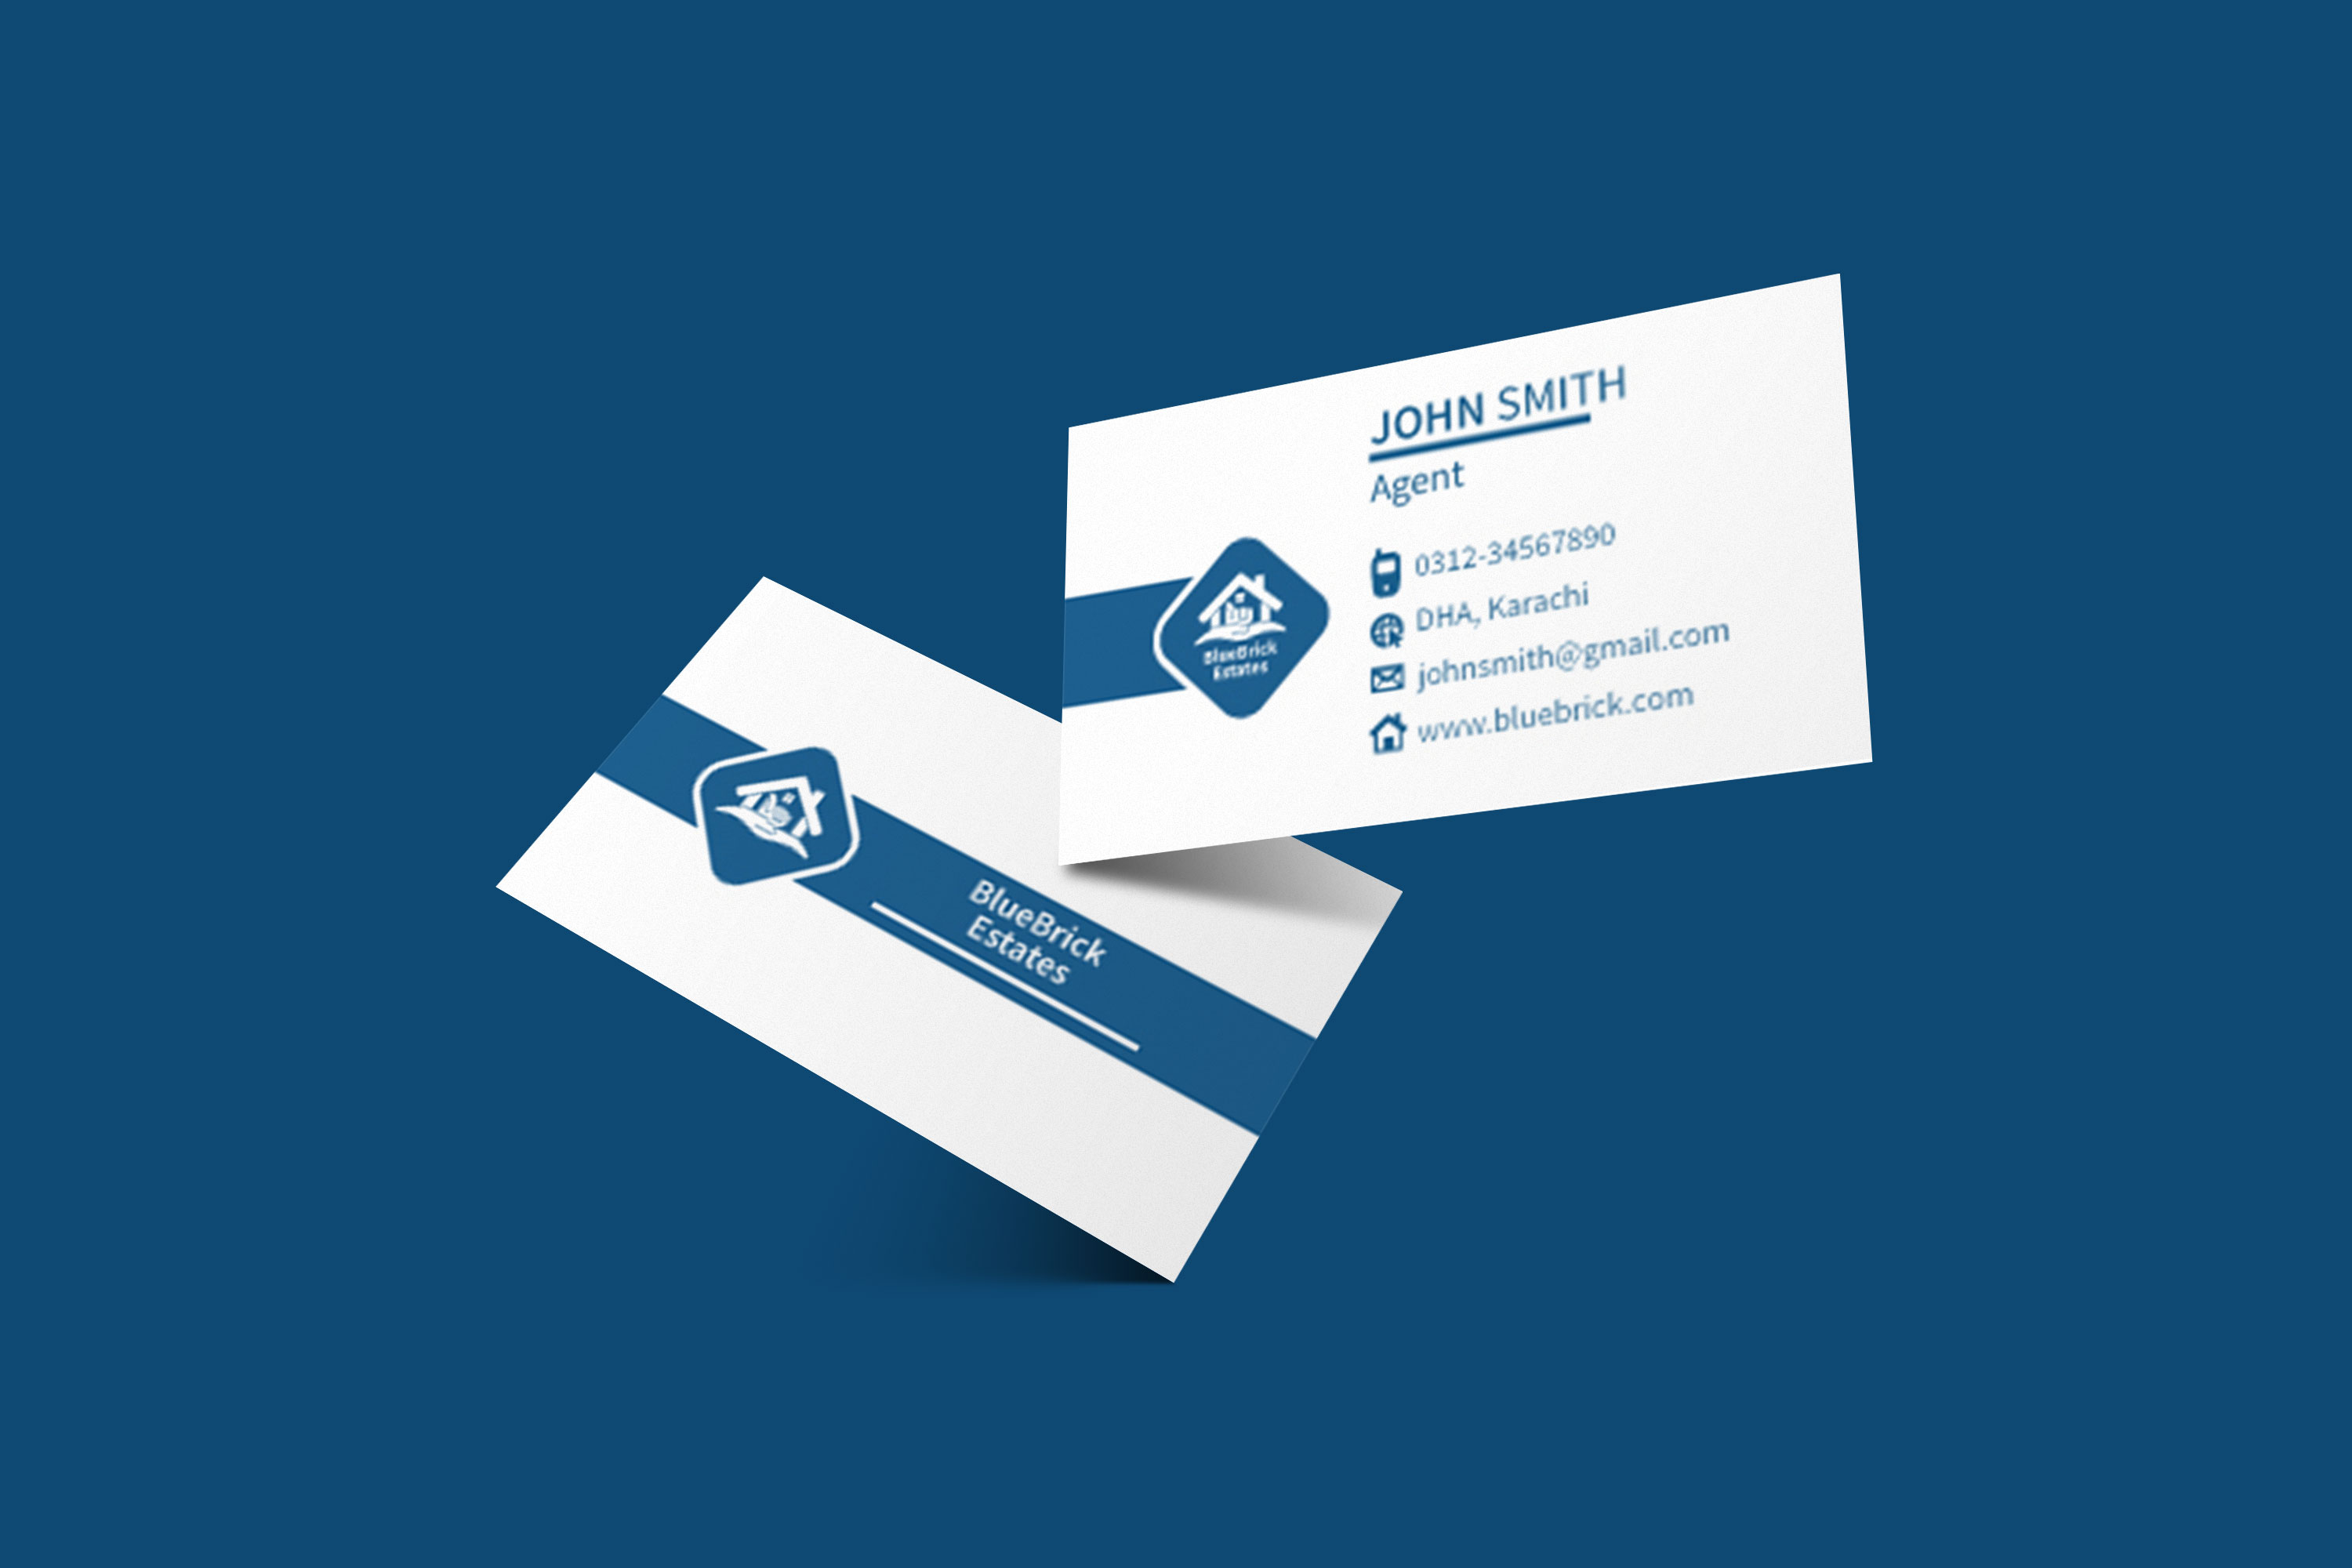 JOHN SMITH
Agent
0312-34567890
DHA, Karachi
johnsmith@gmail.com
www.bluebrick.com
BlueBrick
Estates
BlueBrick
Estates